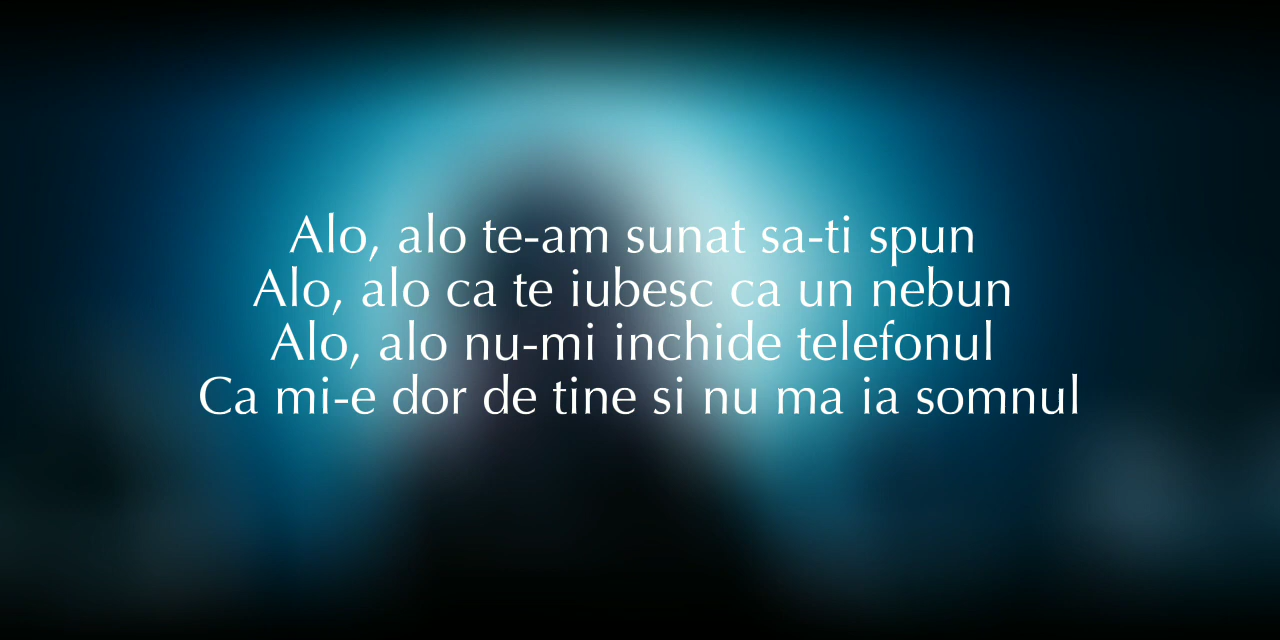 Alo, alo te-am sunat sa-ti spun
Alo, alo ca te iubesc ca un nebun
Alo, alo nu-mi inchide telefonul
Ca mi-e dor de tine si nu ma ia somnul